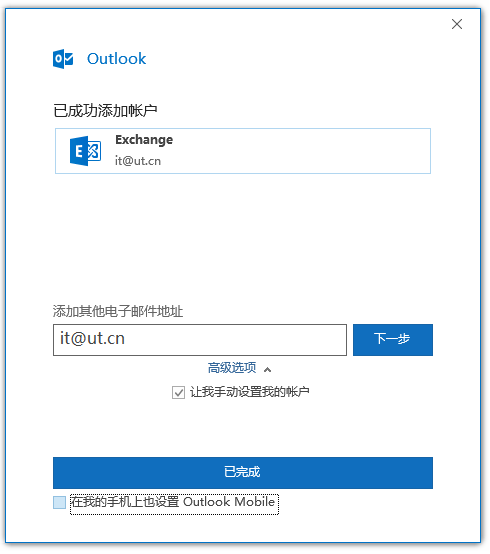 Outlook
已成功添加帐户
Exchange
it@ut.cn
添加其他电子邮件地址
it@ut.cn
下一步
高级选项
让我手动设置我的帐户
已完成
在我的手机上也设置 Outlook Mobile